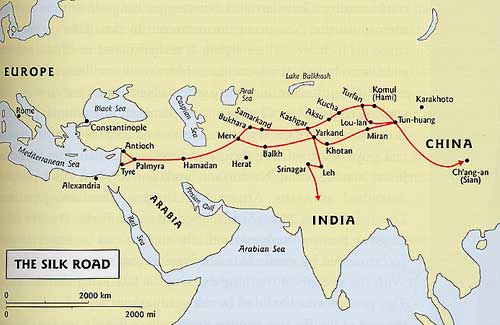 EUROPE
Rome
Black Sea
Constantinople
Mediterranean Sea
Antioch
Tyre
Palmyra
Alexandria
Red Sea
ARABIA
Caspian Sea
Aral Sea
Lake Balkhash
Hamadan
Persian Gulf
Bukhara
Samarkand
Merv
Herat
Balkh
Kashgar
Aksu
Kucha
Turfan
Komul (Hami)
Karakhoto
Lou-lan
Tun-huang
Yarkand
Miran
Khotan
Srinagar
Leh
CHINA
Ch'ang-an (Sian)
INDIA
Arabian Sea
THE SILK ROAD
0
2000 km
0
2000 mi